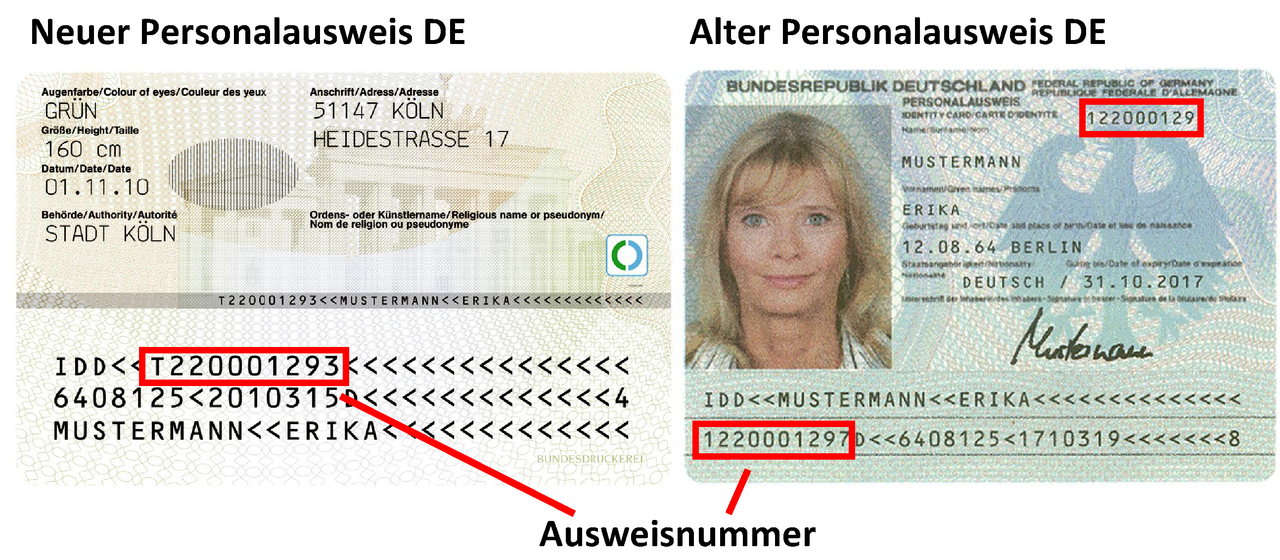 Neuer Personalausweis DE
Alter Personalausweis DE
Augenfarbe/Colour of eyes/Couleur des yeux
GRÜN
Größe/Height/Taille
160 cm
Datum/Date/Date
01.11.10
Behörde/Authority/Autorité
STADT KÖLN
Anschrift/Adress/Adresse
51147 KÖLN
HEIDESTRASSE 17
Ordens- oder Künstlername/Religious name or pseudonym/
Nom de religion ou pseudonyme
T220001293<<MUSTERMANN<<ERIKA<<<<<<<<<<<<<
IDD<<T220001293<<<<<<<<<<<<<<<
6408125<2010315D<<<<<<<<<<<<<4
MUSTERMANN<<ERIKA<<<<<<<<<<<<<
BUNDESDRUCKEREI
BUNDESREPUBLIK DEUTSCHLAND FEDERAL REPUBLIC OF GERMANY
REPUBLIQUE FEDERALE D'ALLEMAGNE
PERSONALAUSWEIS
IDENTITY CARD/CARTE D'IDENTITE
122000129
Name/Surname/Nom
MUSTERMANN
Vornamen/Given names/Prénoms
ERIKA
Geburtstag und -ort/Date and place of birth/Date et lieu de naissance
12.08.64 BERLIN
Staatsangehörigkeit/Nationality/ Gültig bis/Date of expiry/Date d'expiration
Nationalité
DEUTSCH / 31.10.2017
Unterschrift der Inhaberin/des Inhabers - Signature of bearer - Signature de la titulaire/du titulaire
Mustermann
IDD<<MUSTERMANN<<ERIKA<<<<<<<<<<<<<<
1220001297D<<6408125<1710319<<<<<<<8
Ausweisnummer